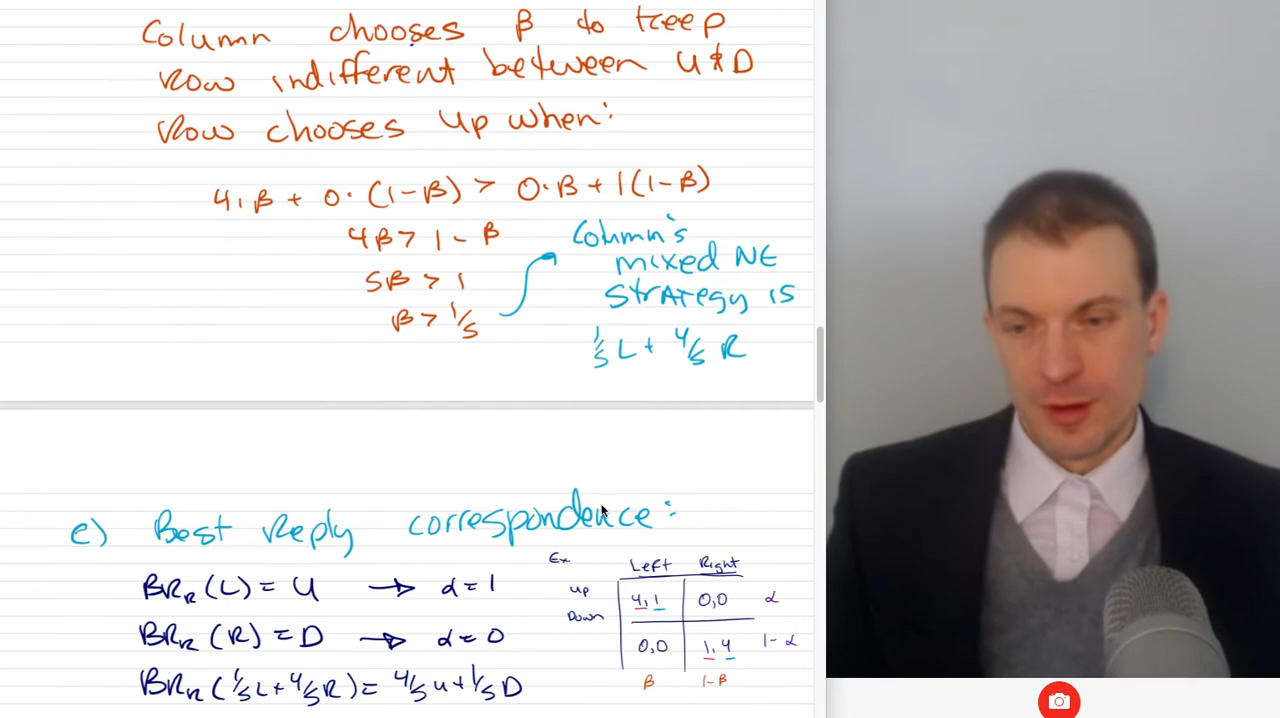 Column chooses β to keep
Row indifferent between U & D
Row chooses Up when:
4·β + 0·(1-β) > 0·β + 1(1-β)
4β > 1 - β
5β > 1
β > 1/5
Column's
mixed NE
strategy is
1/5 L + 4/5 R
e) Best Reply correspondence:
BR_R (L) = U → α = 1
BR_R (R) = D → α = 0
BR_R (1/5 L + 4/5 R) = 4/5 U + 1/5 D
Ex
Left Right
Up 4,1 0,0 α
Down 0,0 1,4 1-α
β 1-β